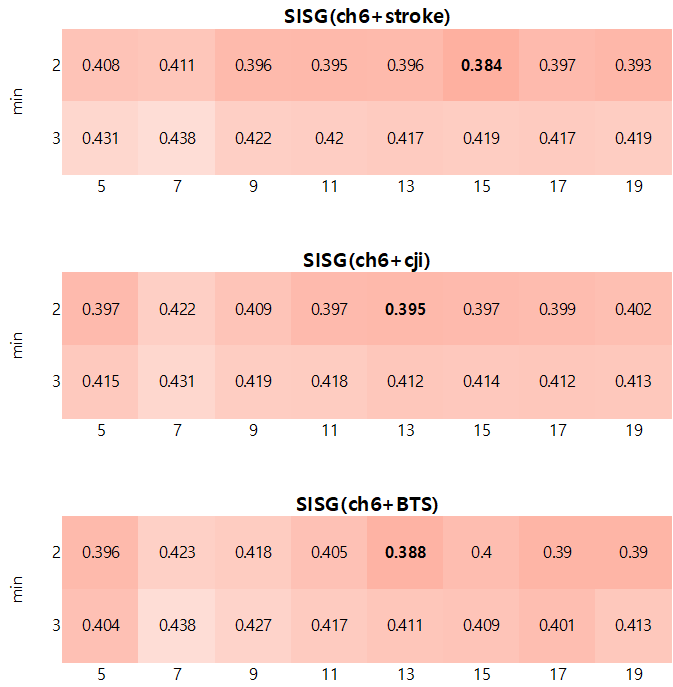 SISG(ch6+stroke)
min
2 0.408 0.411 0.396 0.395 0.396 0.384 0.397 0.393
3 0.431 0.438 0.422 0.42 0.417 0.419 0.417 0.419
5 7 9 11 13 15 17 19
SISG(ch6+cji)
min
2 0.397 0.422 0.409 0.397 0.395 0.397 0.399 0.402
3 0.415 0.431 0.419 0.418 0.412 0.414 0.412 0.413
5 7 9 11 13 15 17 19
SISG(ch6+BTS)
min
2 0.396 0.423 0.418 0.405 0.388 0.4 0.39 0.39
3 0.404 0.438 0.427 0.417 0.411 0.409 0.401 0.413
5 7 9 11 13 15 17 19